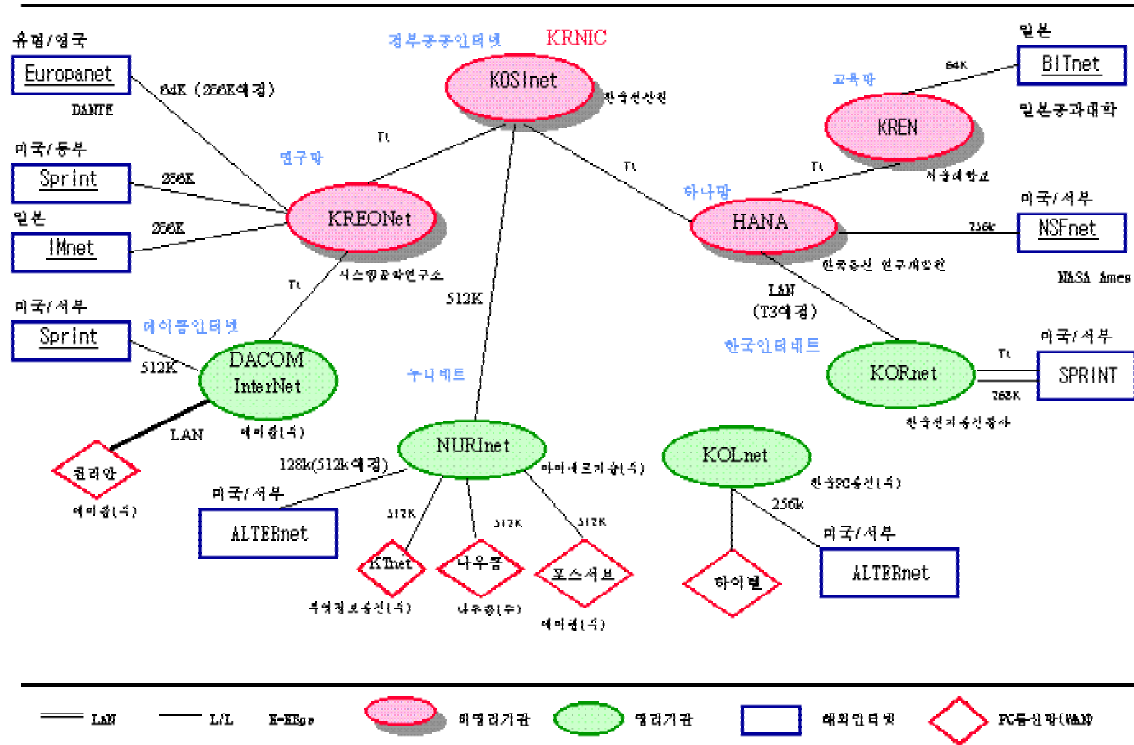 유럽/영국
Europanet
64K (256K예정)
DANTE
정부공공인터넷
KRNIC
KOSInet
한국전산원
일본
BITnet
64K
일본공과대학
교육망
KREN
서울대학교
미국/동부
Sprint
256K
연구망
T1
T1
T1
일본
IMnet
256K
KREONet
시스템공학연구소
하나망
HANA
한국통신 연구개발원
256k
미국/서부
NSFnet
NASA Ames
미국/서부
Sprint
512K
T1
데이콤인터넷
DACOM
InterNet
데이콤(주)
512K
LAN
(T3예정)
한국인터네트
KORnet
한국전기통신공사
T1
768K
미국/서부
SPRINT
LAN
천리안
데이콤(주)
누리네트
NURInet
아이네트기술(주)
128k(512k예정)
미국/서부
ALTERnet
512K
512K
512K
KTnet
나우콤
포스서브
무역정보통신(주)
나우콤(주)
에이텔(주)
KOLnet
한국PC통신(주)
256k
하이텔
미국/서부
ALTERnet
LAN
L/L
K-KBps
비영리기관
영리기관
해외인터넷
PC통신망(VAN)